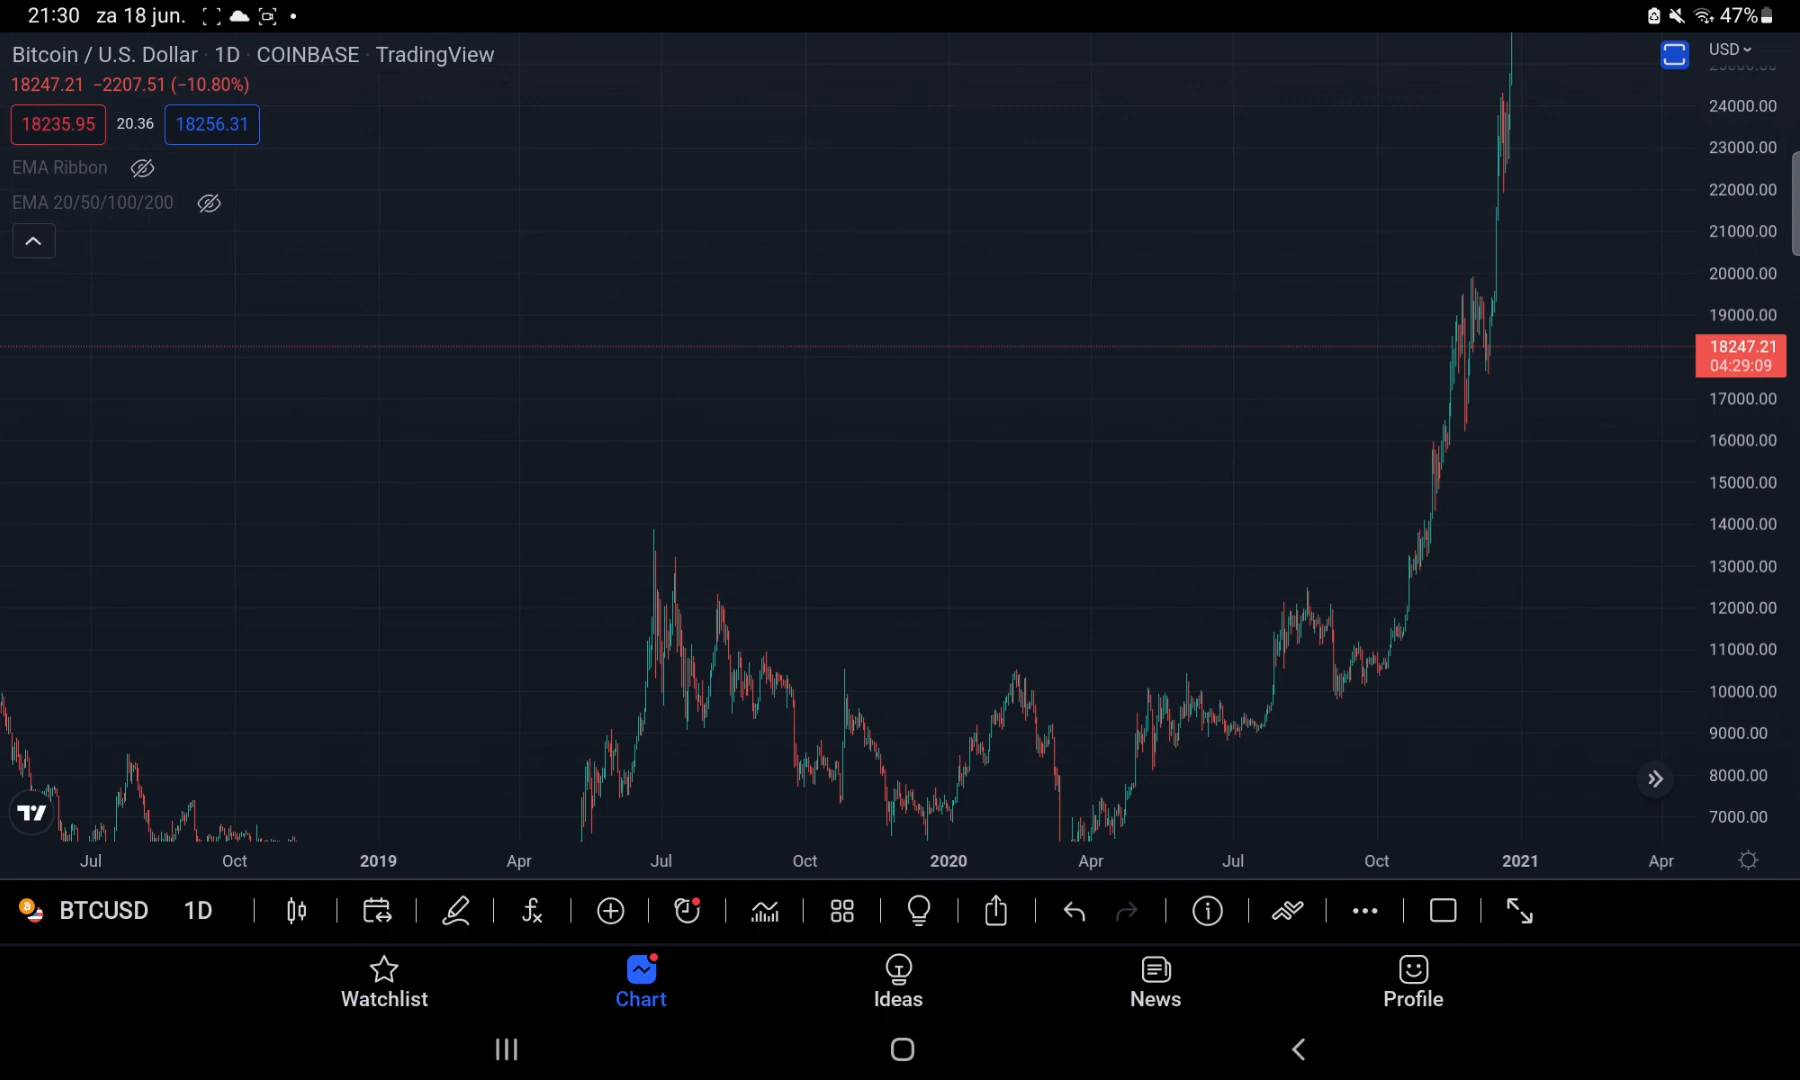 21:30 za 18 jun. 47%
Bitcoin / U.S. Dollar · 1D · COINBASE · TradingView
USD
18247.21 −2207.51 (−10.80%)
18235.95 20.36 18256.31
EMA Ribbon
EMA 20/50/100/200
24000.00
23000.00
22000.00
21000.00
20000.00
19000.00
18247.21
04:29:09
17000.00
16000.00
15000.00
14000.00
13000.00
12000.00
11000.00
10000.00
9000.00
8000.00
7000.00
Jul Oct 2019 Apr Jul Oct 2020 Apr Jul Oct 2021 Apr
BTCUSD 1D
Watchlist Chart Ideas News Profile